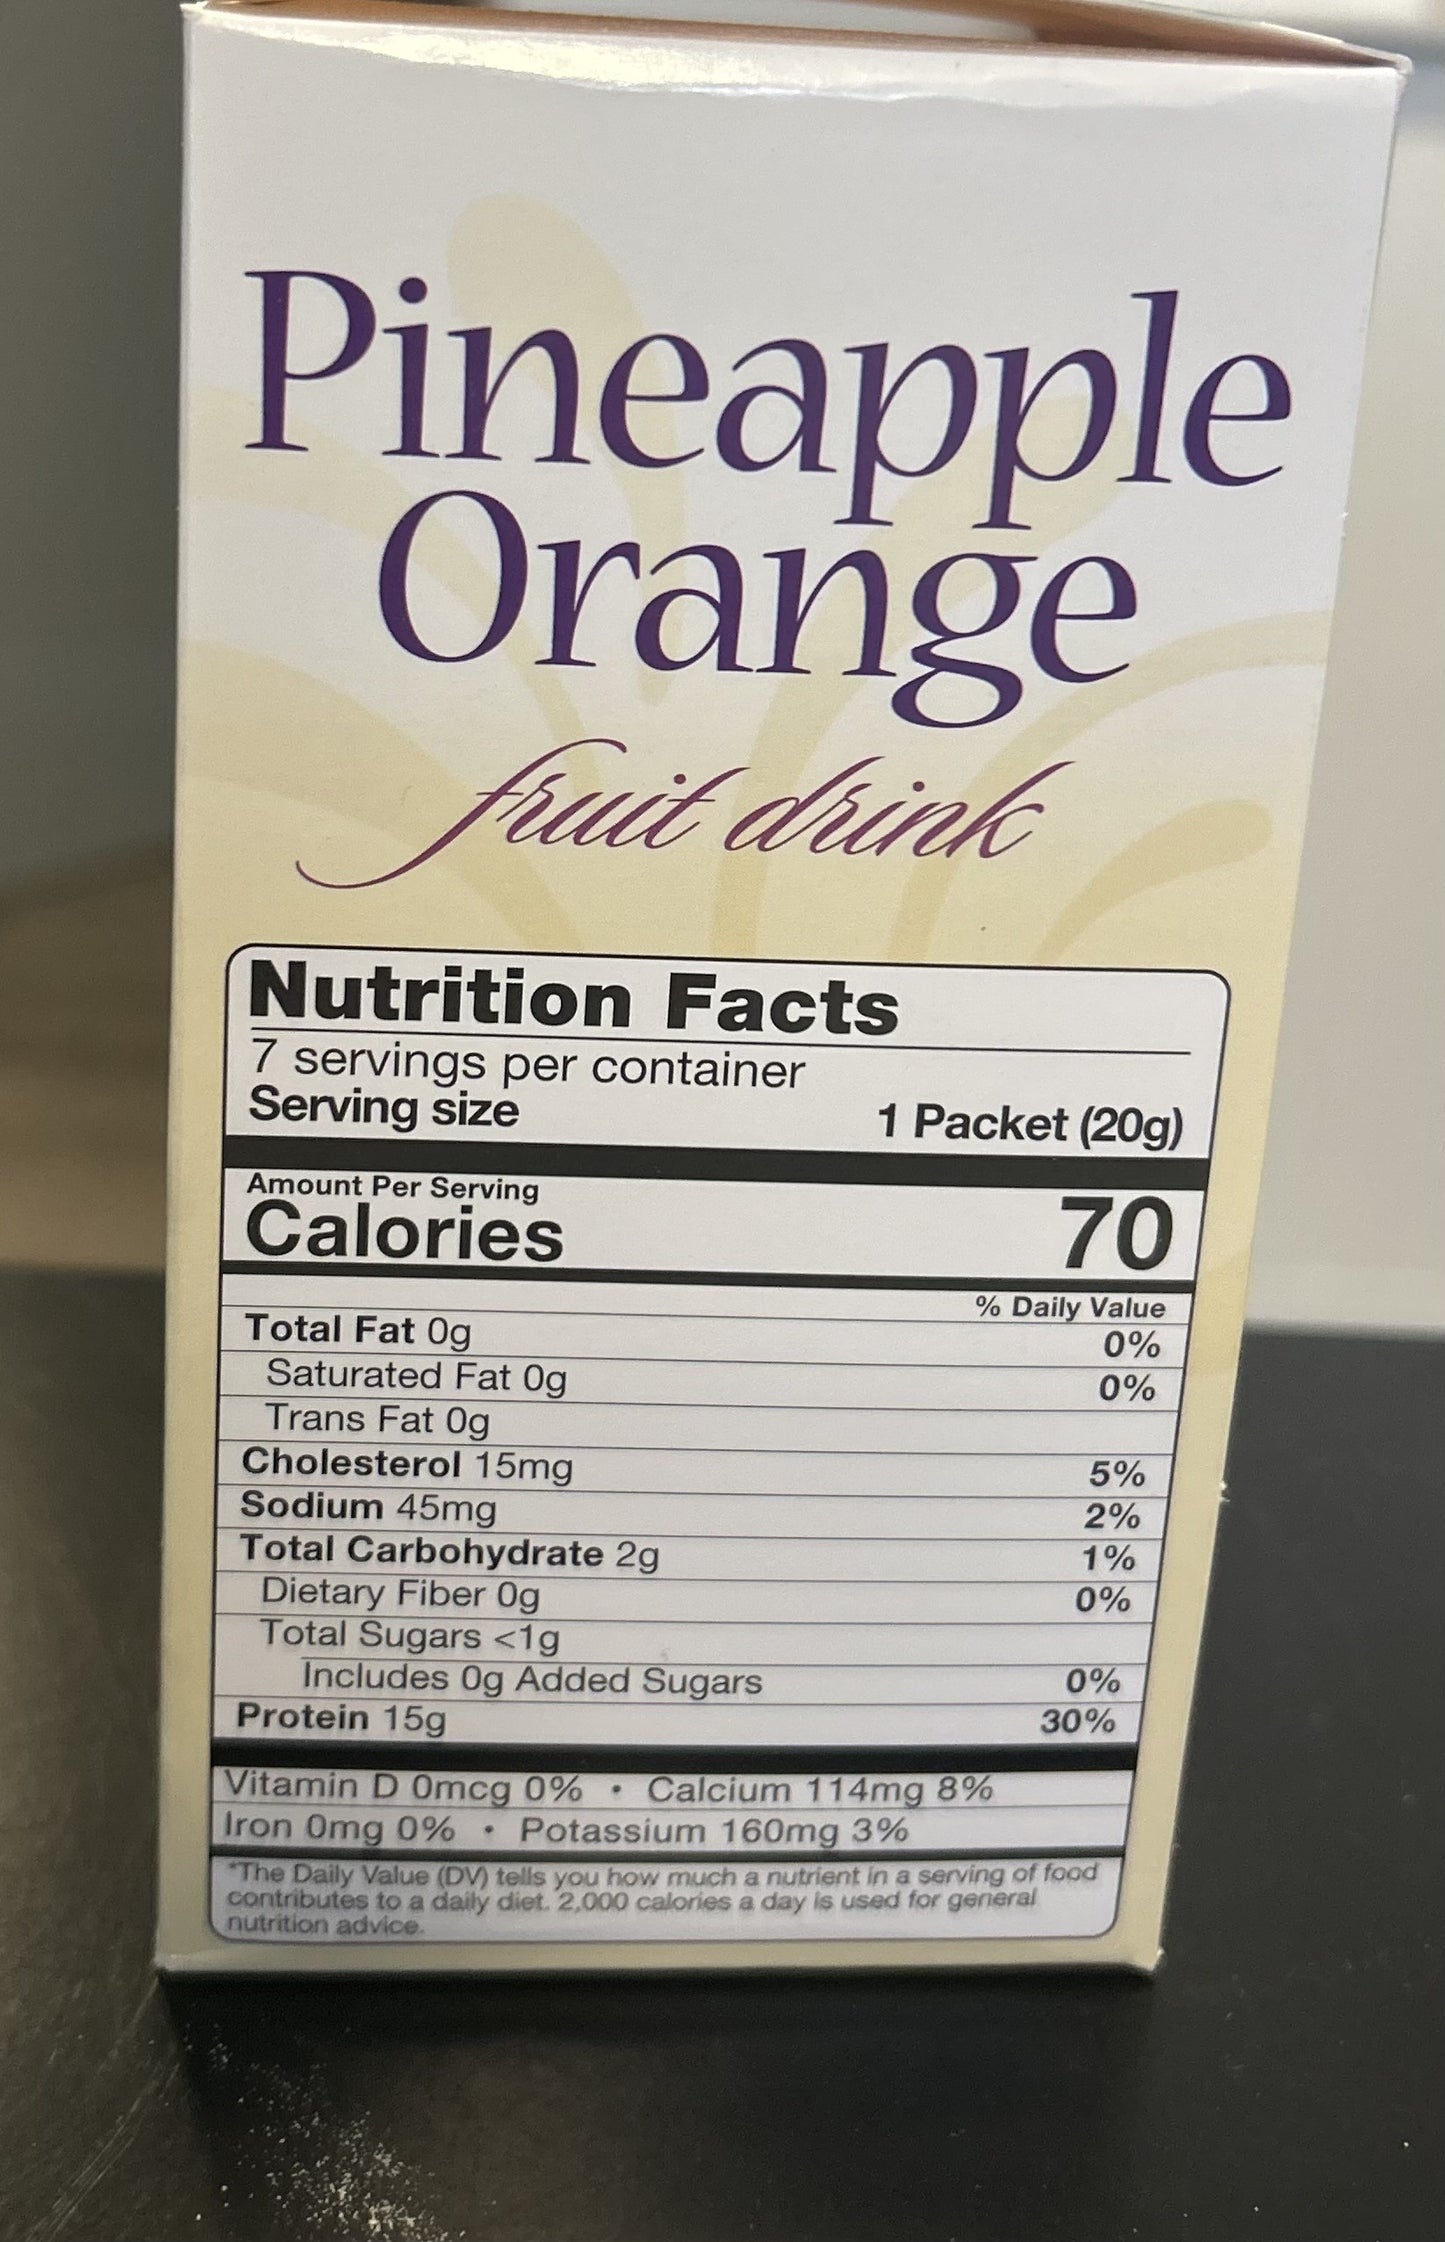 Pineapple
Orange
fruit drink
Nutrition Facts
7 servings per container
Serving size 1 Packet (20g)
Amount Per Serving
Calories 70
% Daily Value
Total Fat 0g 0%
Saturated Fat 0g 0%
Trans Fat 0g
Cholesterol 15mg 5%
Sodium 45mg 2%
Total Carbohydrate 2g 1%
Dietary Fiber 0g 0%
Total Sugars <1g
Includes 0g Added Sugars 0%
Protein 15g 30%
Vitamin D 0mcg 0% • Calcium 114mg 8%
Iron 0mg 0% • Potassium 160mg 3%
*The Daily Value (DV) tells you how much a nutrient in a serving of food
contributes to a daily diet. 2,000 calories a day is used for general
nutrition advice.